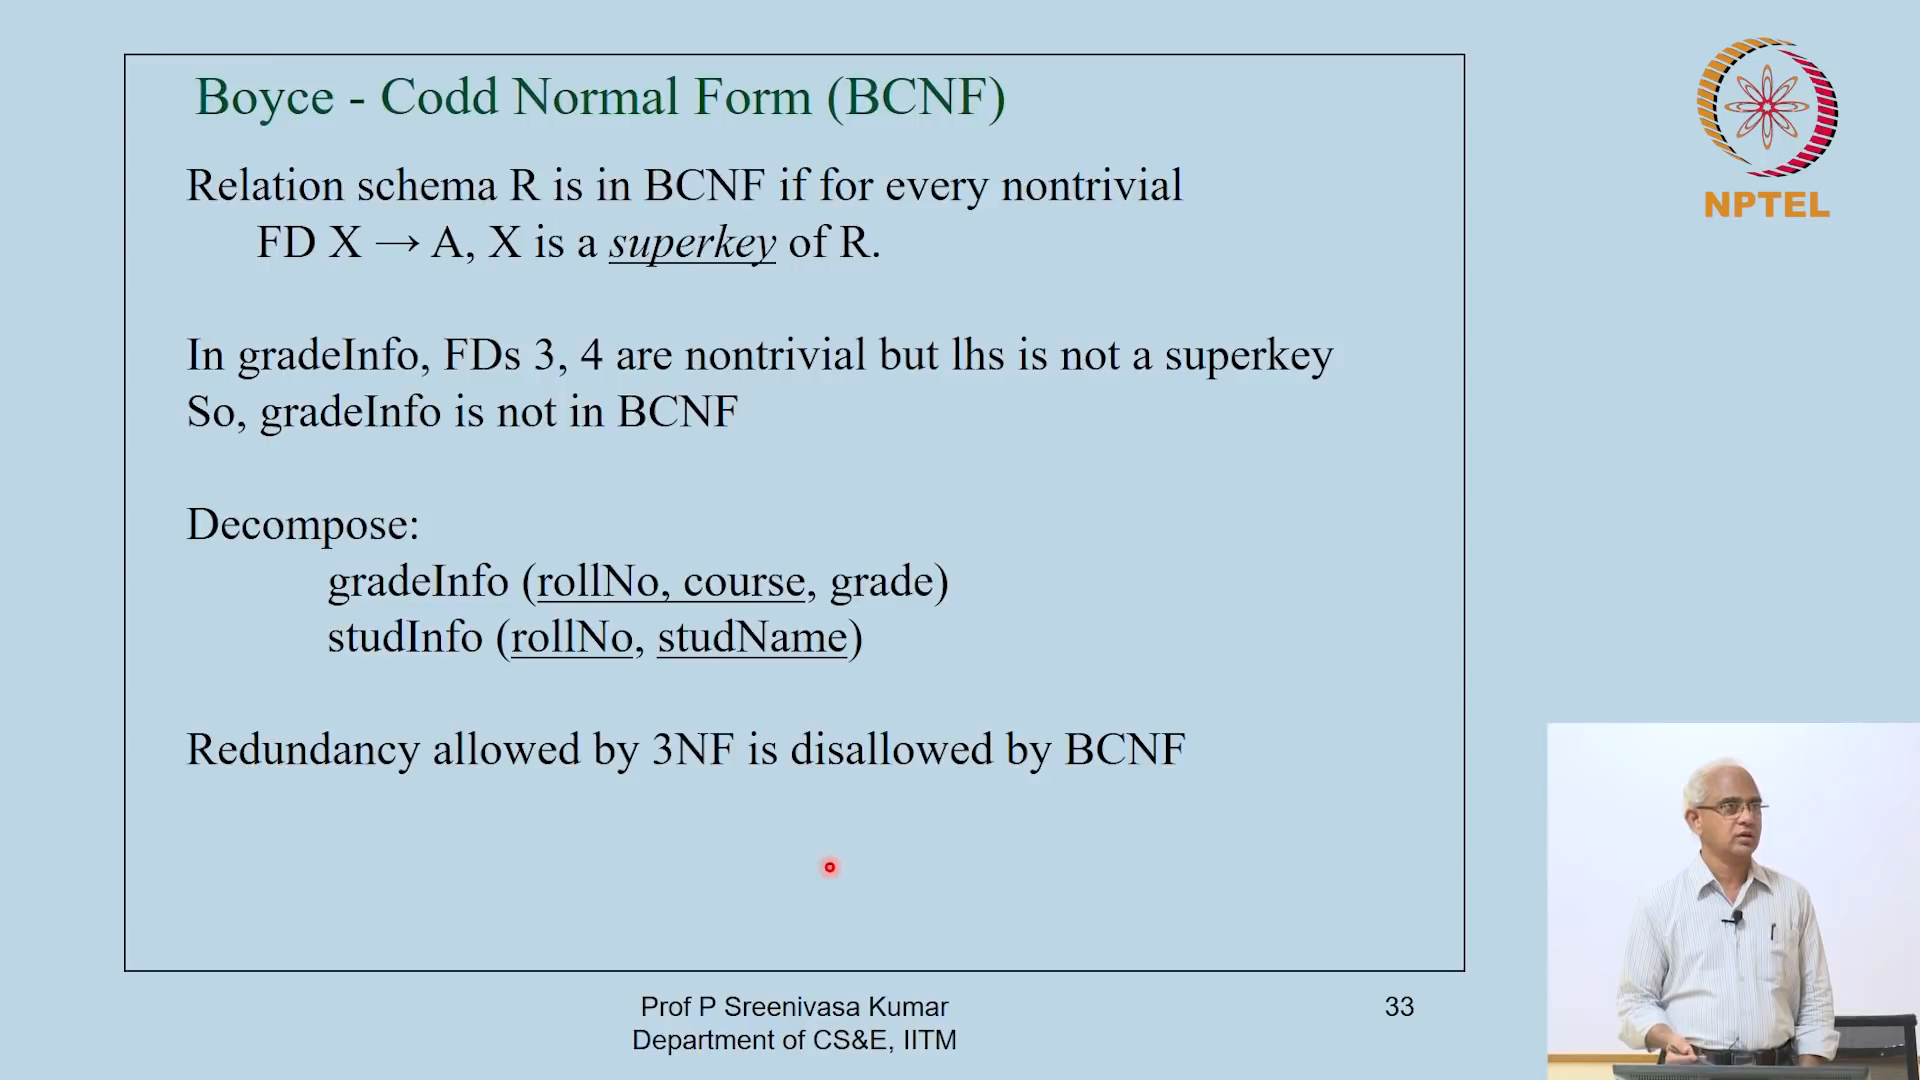 Boyce - Codd Normal Form (BCNF)
Relation schema R is in BCNF if for every nontrivial
FD X → A, X is a superkey of R.
In gradeInfo, FDs 3, 4 are nontrivial but lhs is not a superkey
So, gradeInfo is not in BCNF
Decompose:
gradeInfo (rollNo, course, grade)
studInfo (rollNo, studName)
Redundancy allowed by 3NF is disallowed by BCNF
Prof P Sreenivasa Kumar
Department of CS&E, IITM
33
NPTEL